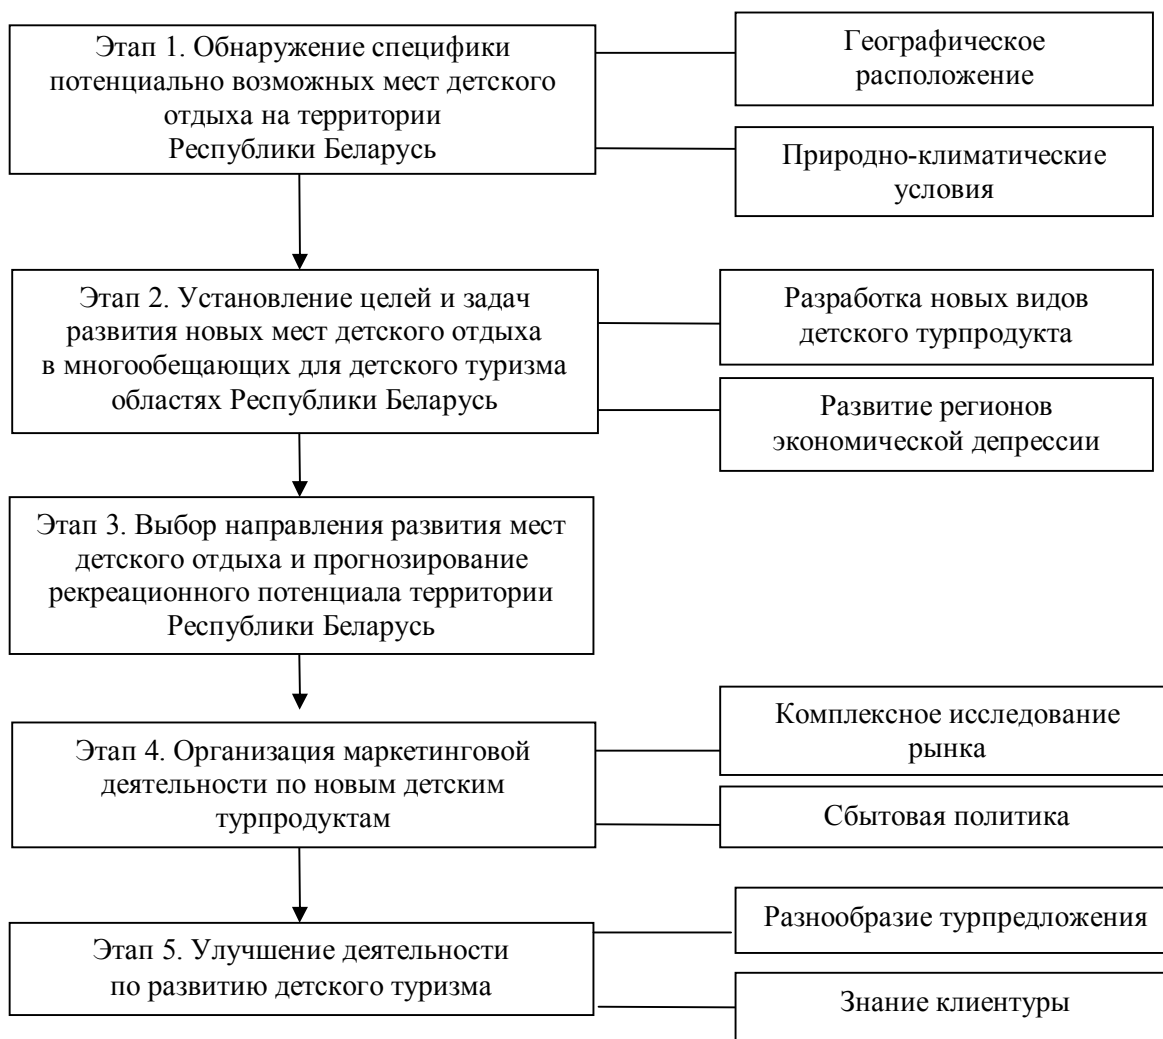 Этап 1. Обнаружение специфики
потенциально возможных мест детского
отдыха на территории
Республики Беларусь
Географическое
расположение
Природно-климатические
условия
Этап 2. Установление целей и задач
развития новых мест детского отдыха
в многообещающих для детского туризма
областях Республики Беларусь
Разработка новых видов
детского турпродукта
Развитие регионов
экономической депрессии
Этап 3. Выбор направления развития мест
детского отдыха и прогнозирование
рекреационного потенциала территории
Республики Беларусь
Этап 4. Организация маркетинговой
деятельности по новым детским
турпродуктам
Комплексное исследование
рынка
Сбытовая политика
Этап 5. Улучшение деятельности
по развитию детского туризма
Разнообразие турпредложения
Знание клиентуры